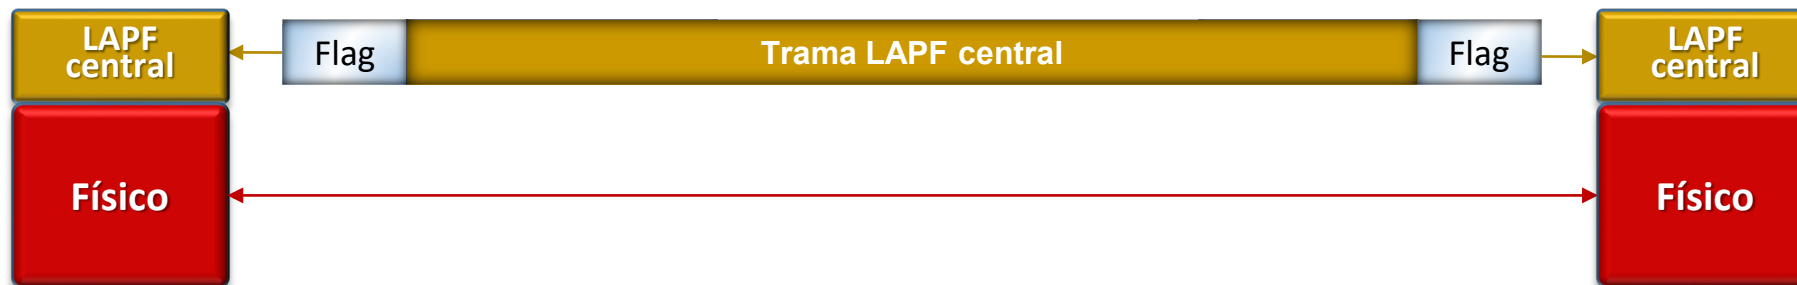 LAPF
central
Flag
Trama LAPF central
Flag
LAPF
central
Físico
Físico